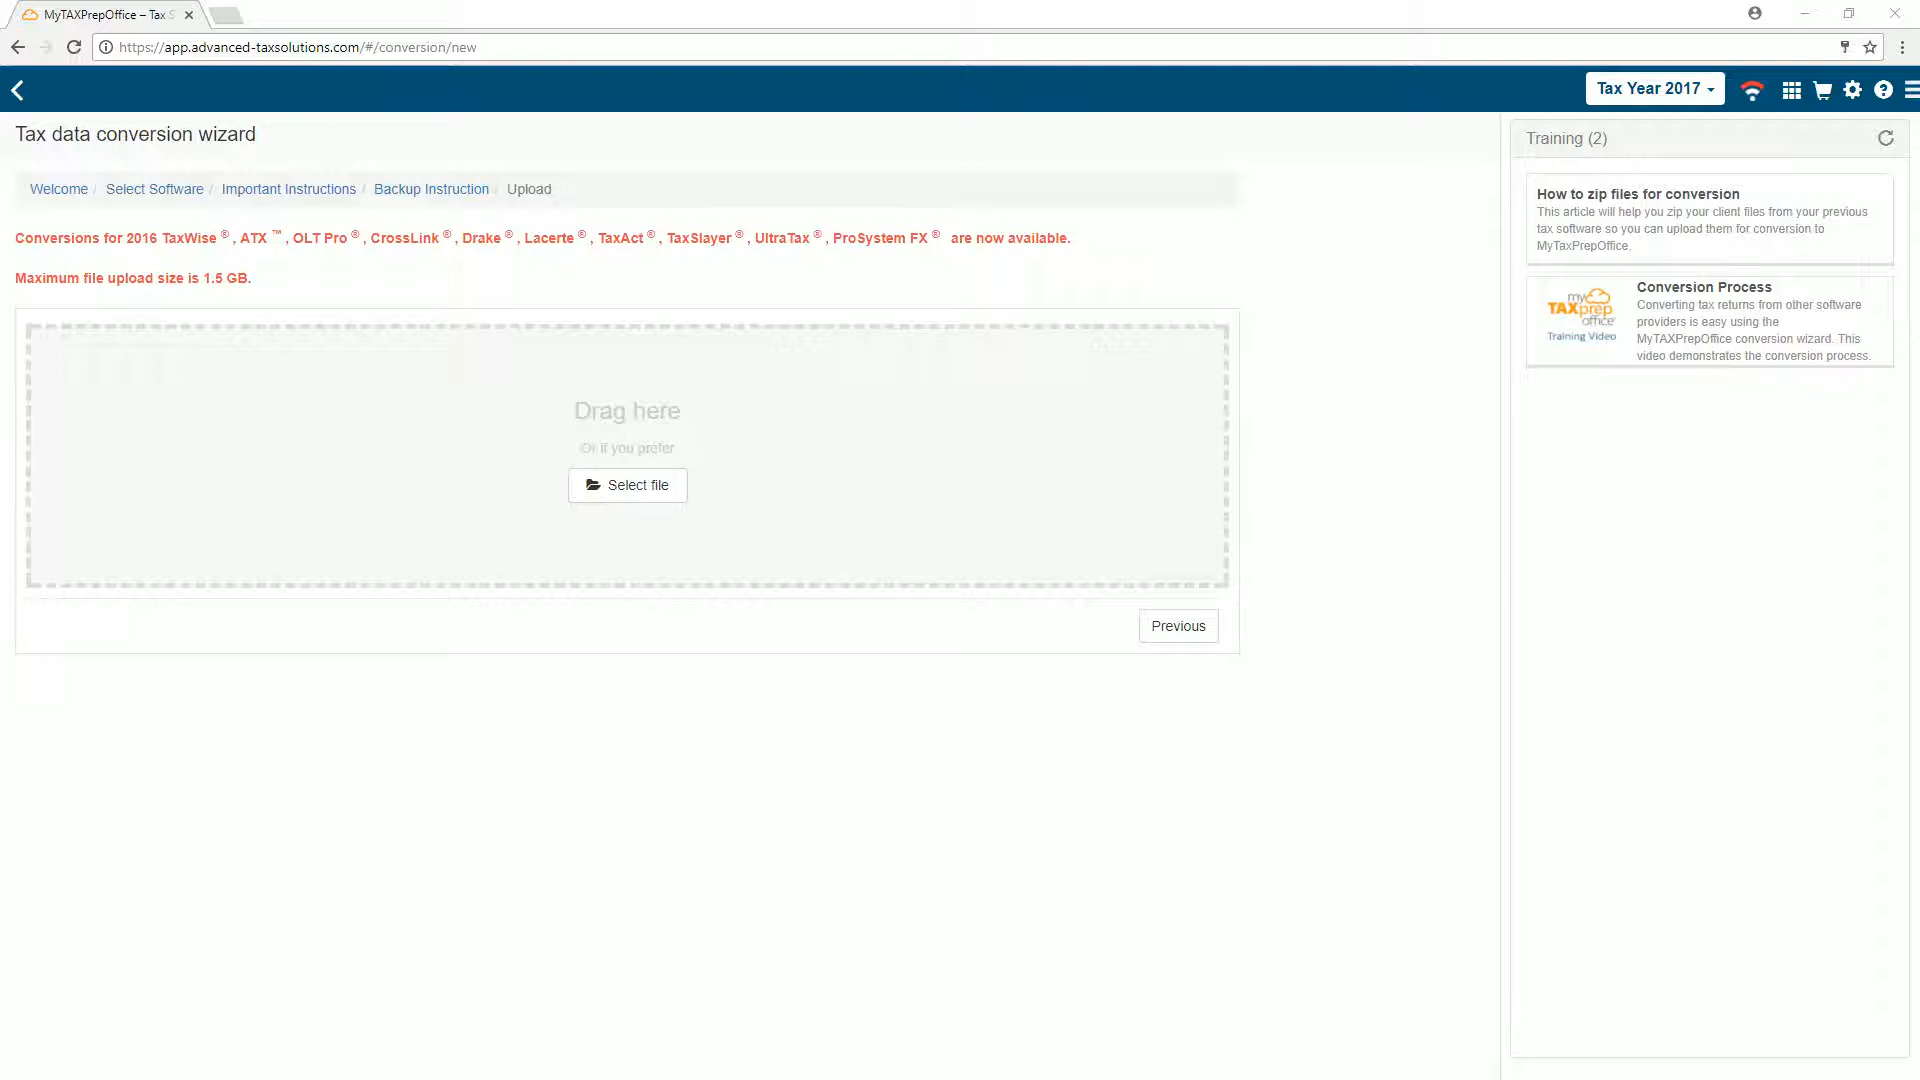 MyTAXPrepOffice – Tax S
https://app.advanced-taxsolutions.com/#/conversion/new
Tax Year 2017
Tax data conversion wizard
Welcome / Select Software / Important Instructions / Backup Instruction / Upload
Conversions for 2016 TaxWise ®, ATX ™, OLT Pro ®, CrossLink ®, Drake ®, Lacerte ®, TaxAct ®, TaxSlayer ®, UltraTax ®, ProSystem FX ® are now available.
Maximum file upload size is 1.5 GB.
Drag here
Or if you prefer
Select file
Previous
Training (2)
How to zip files for conversion
This article will help you zip your client files from your previous
tax software so you can upload them for conversion to
MyTaxPrepOffice.
my
TAXprep
office
Training Video
Conversion Process
Converting tax returns from other software
providers is easy using the
MyTAXPrepOffice conversion wizard. This
video demonstrates the conversion process.